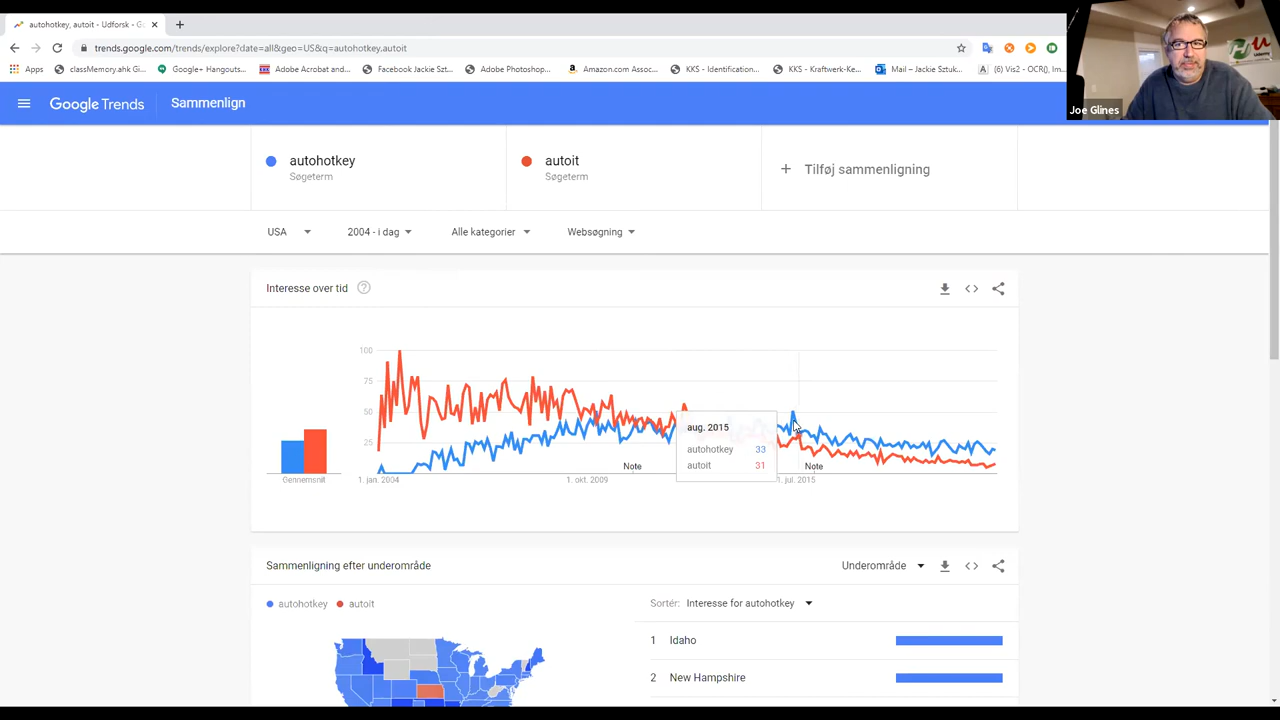 autohotkey, autoit - Udforsk - G
trends.google.com/trends/explore?date=all&geo=US&q=autohotkey,autoit
Apps
classMemory.ahk Gi...
Google+ Hangouts...
Adobe Acrobat and...
Facebook Jackie Szt...
Adobe Photoshop...
Amazon.com Assoc...
KKS - Identification...
KKS - Kraftwerk-Ke...
Mail – Jackie Sztuk...
(6) Vis2 - OCR(), Im...
Joe Glines
Google Trends
Sammenlign
autohotkey
Søgeterm
autoit
Søgeterm
+ Tilføj sammenligning
USA
2004 - i dag
Alle kategorier
Websøgning
Interesse over tid
100
75
50
25
Gennemsnit
Note
Note
1. jan. 2004
1. okt. 2009
1. jul. 2015
aug. 2015
autohotkey 33
autoit 31
Sammenligning efter underområde
Underområde
autohotkey
autoit
Sortér: Interesse for autohotkey
1 Idaho
2 New Hampshire